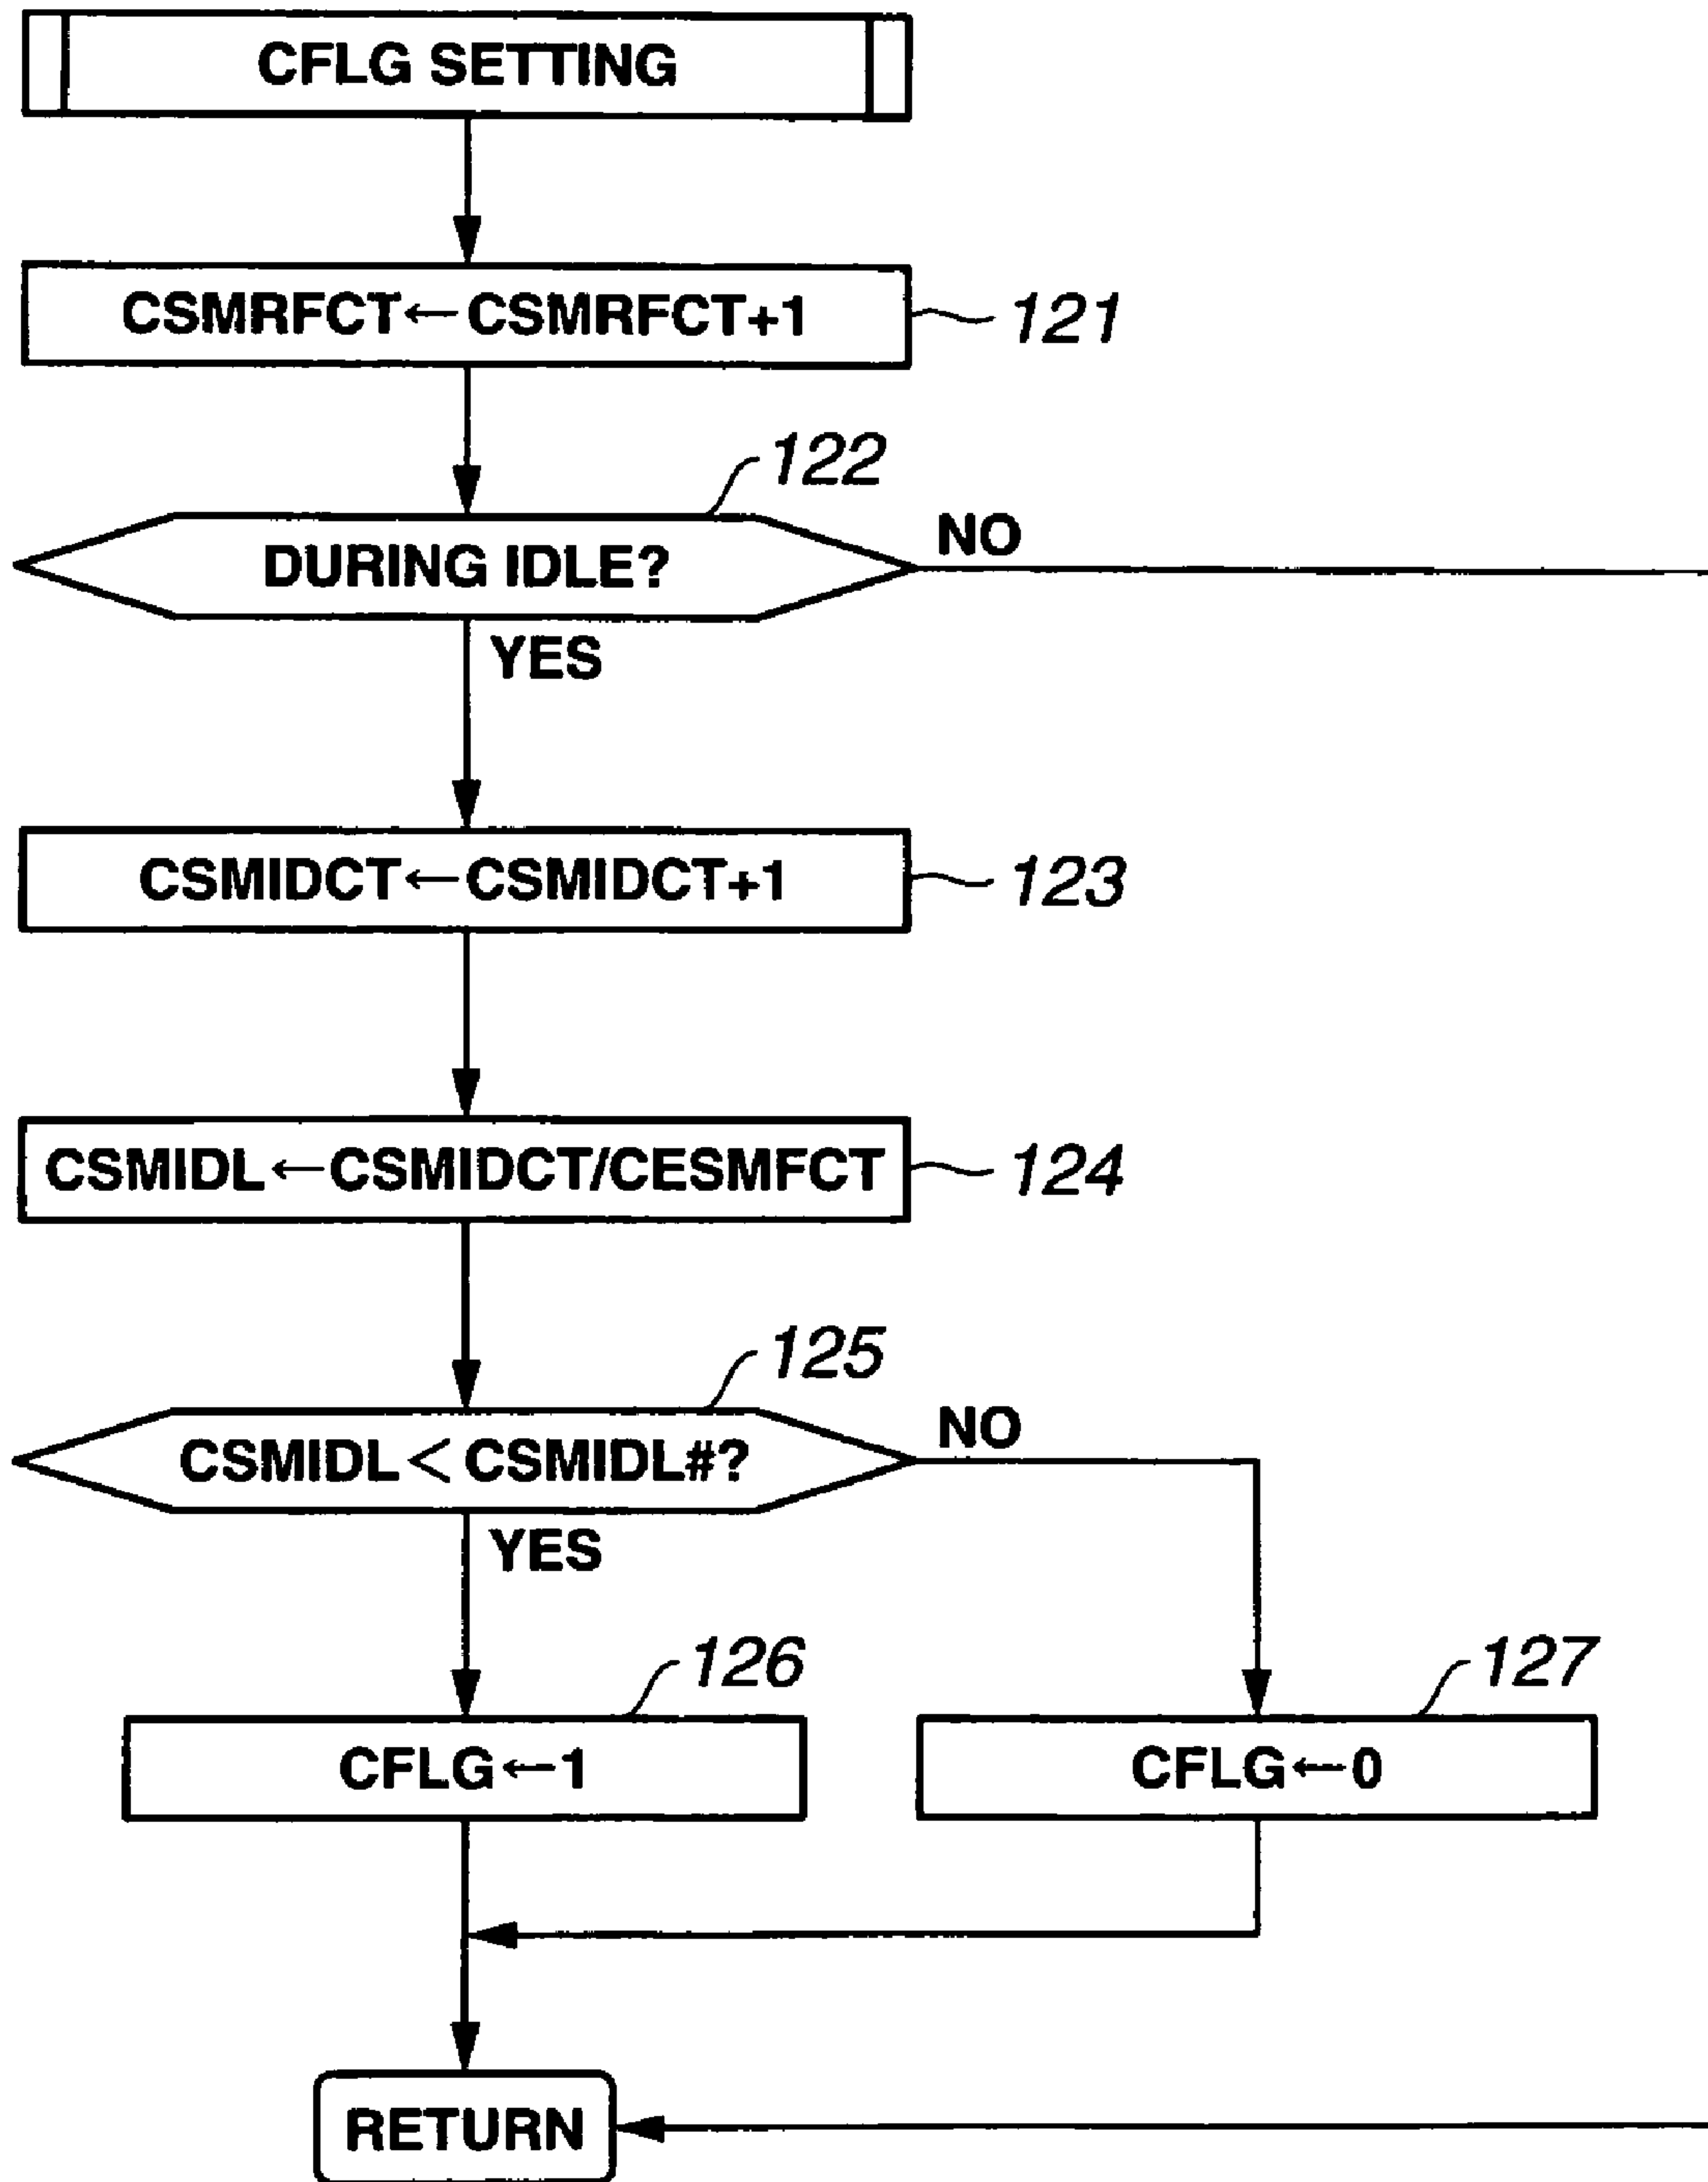 CFLG SETTING
CSMRFCT←CSMRFCT+1
121
122
DURING IDLE?
NO
YES
CSMIDCT←CSMIDCT+1
123
CSMIDL←CSMIDCT/CESMFCT
124
125
CSMIDL < CSMIDL#?
NO
YES
126
127
CFLG←1
CFLG←0
RETURN